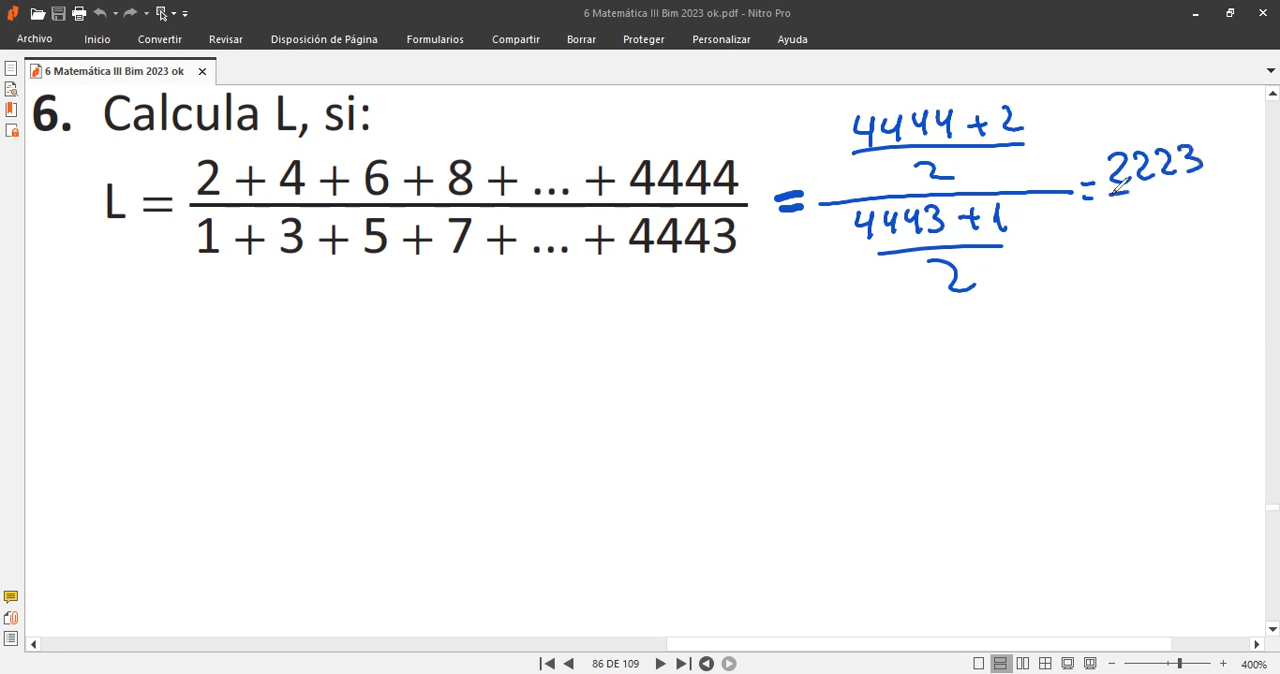 6 Matemática III Bim 2023 ok.pdf - Nitro Pro
Archivo Inicio Convertir Revisar Disposición de Página Formularios Compartir Borrar Proteger Personalizar Ayuda
6 Matemática III Bim 2023 ok
6. Calcula L, si:
L = 2 + 4 + 6 + 8 + ... + 4444
1 + 3 + 5 + 7 + ... + 4443
=
4444 + 2
2
4443 + 1
2
= 2223
86 DE 109
400%